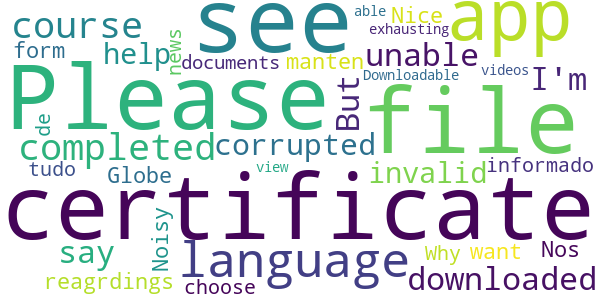 able
Nice
app
see
course
exhausting
form
help
news
documents
manten
unable
Downloadable
videos
I'm
Please
But
file
de
completed
corrupted
tudo
Globe
view
invalid
informado
certificate
say
Noisy
language
Why
want
Nos
reagrdings
choose
downloaded